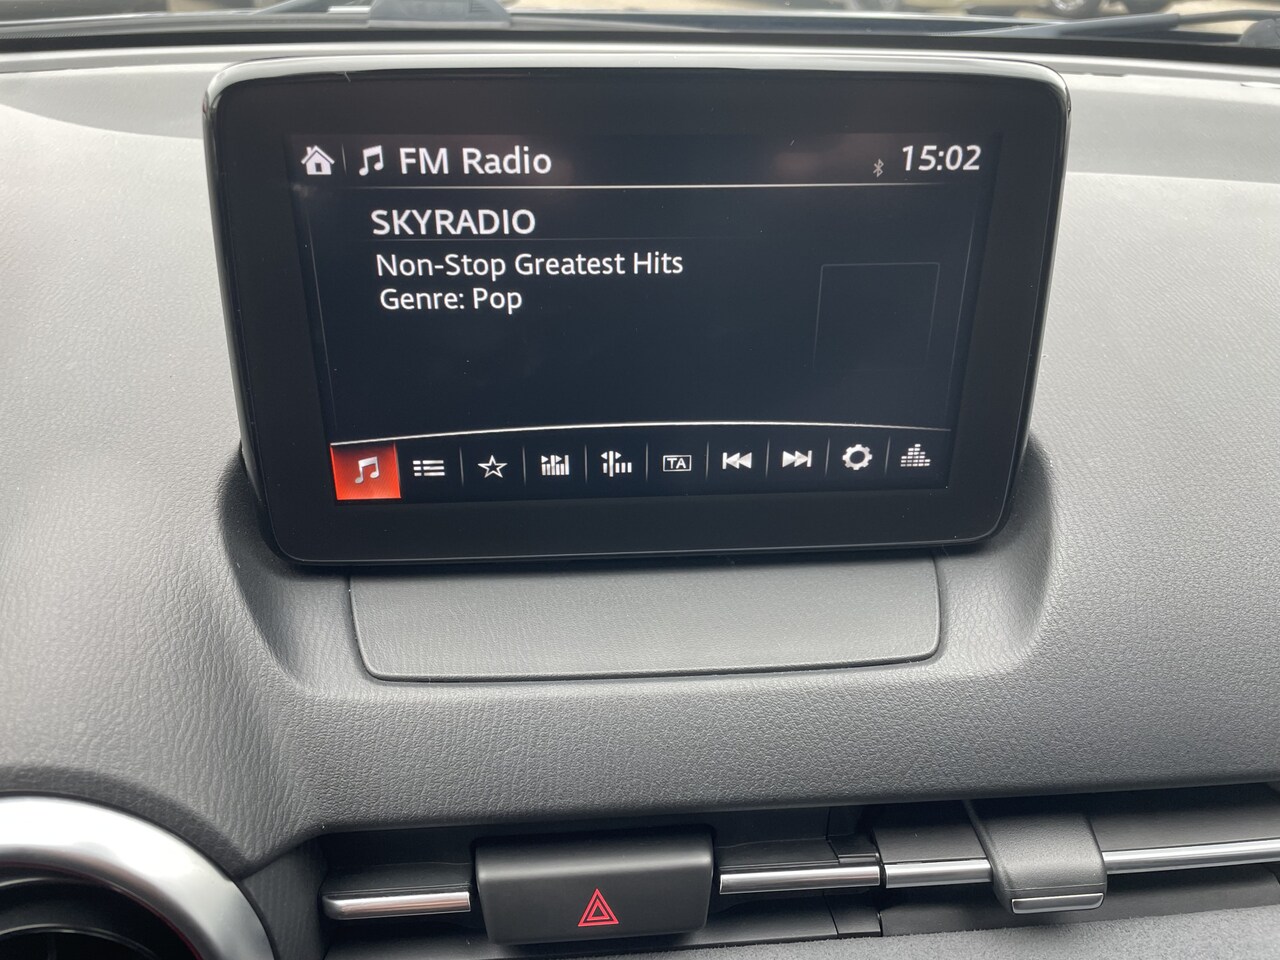 FM Radio
15:02
SKYRADIO
Non-Stop Greatest Hits
Genre: Pop
TA